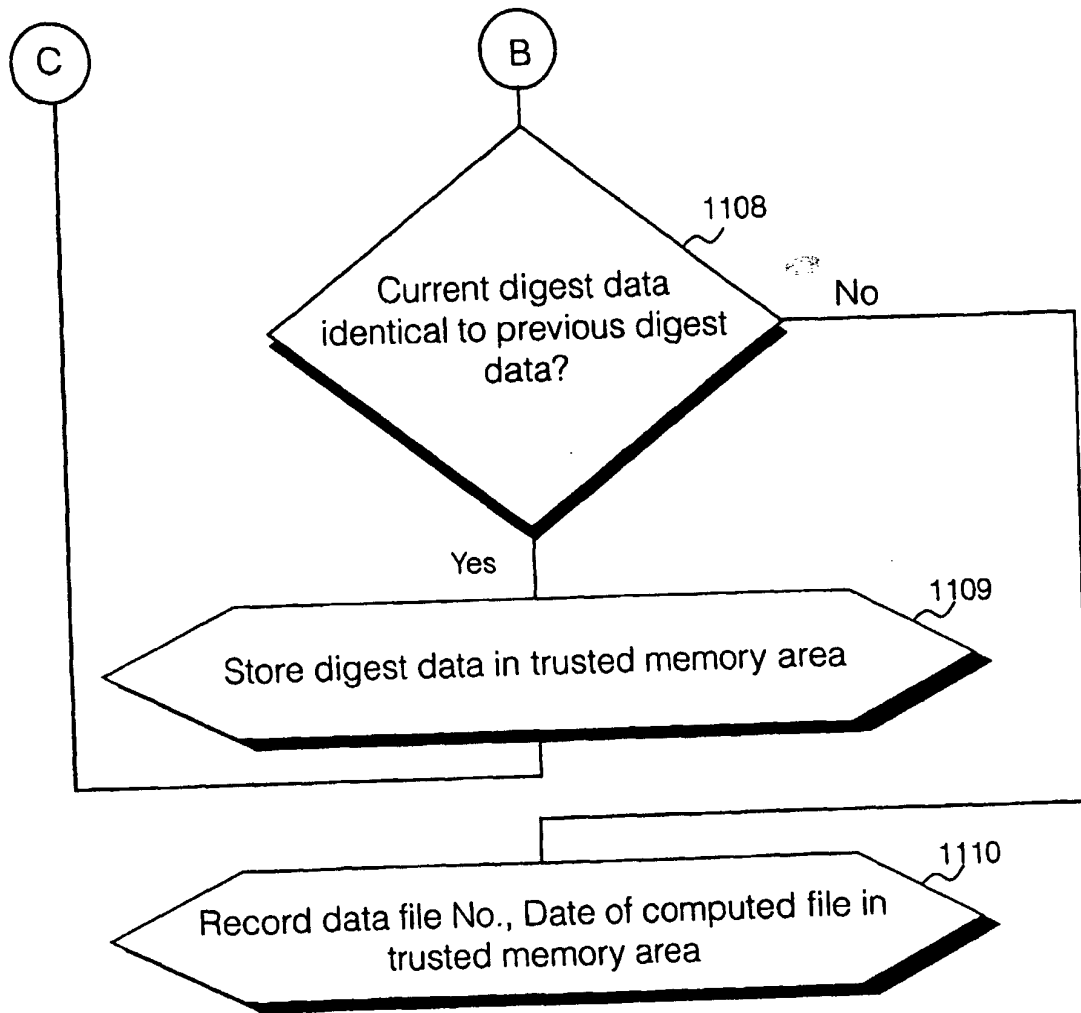 C
B
1108
Current digest data
identical to previous digest
data?
No
Yes
1109
Store digest data in trusted memory area
1110
Record data file No., Date of computed file in
trusted memory area